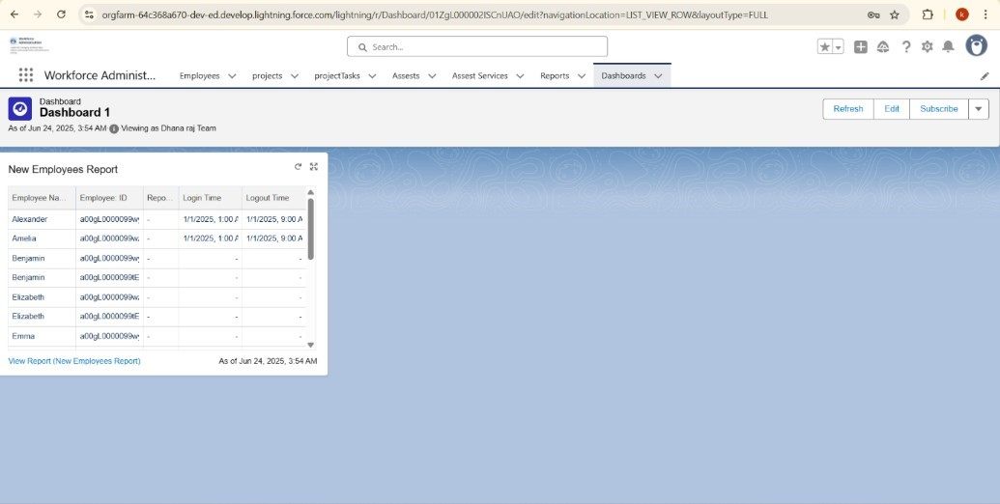 orgfarm-64c368a670-dev-ed.develop.lightning.force.com/lightning/r/Dashboard/01ZgL000002ISCnUAO/edit?navigationLocation=LIST_VIEW_ROW&layoutType=FULL
k
Workforce
Administration
Search...
Workforce Administ... Employees projects projectTasks Assests Assest Services Reports Dashboards
Dashboard
Dashboard 1
As of Jun 24, 2025, 3:54 AM Viewing as Dhana raj Team
Refresh Edit Subscribe
New Employees Report
Employee Na... Employee: ID Repo... Login Time Logout Time
Alexander a00gL0000099w - 1/1/2025, 1:00 A 1/1/2025, 9:00 A
Amelia a00gL0000099w - 1/1/2025, 1:00 A 1/1/2025, 9:00 A
Benjamin a00gL0000099w - - -
Benjamin a00gL0000099tE - - -
Elizabeth a00gL0000099w - - -
Elizabeth a00gL0000099tE - - -
Emma a00gL0000099w - - -
View Report (New Employees Report) As of Jun 24, 2025, 3:54 AM